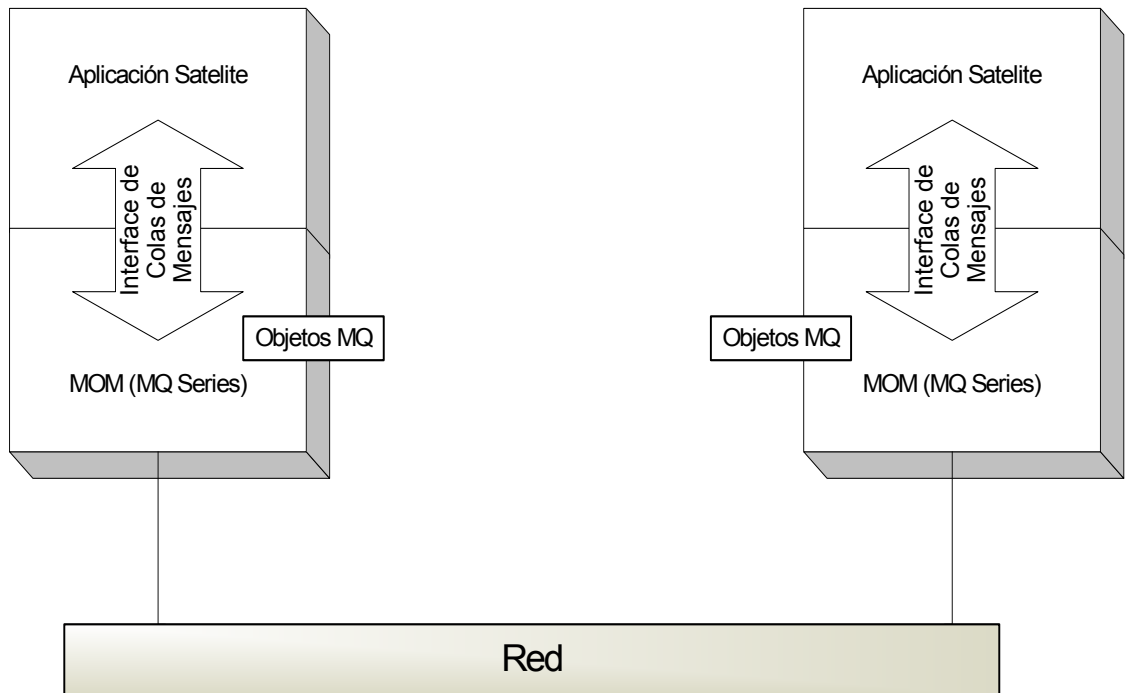 Aplicación Satelite
Interface de
Colas de
Mensajes
Objetos MQ
MOM (MQ Series)
Aplicación Satelite
Interface de
Colas de
Mensajes
Objetos MQ
MOM (MQ Series)
Red